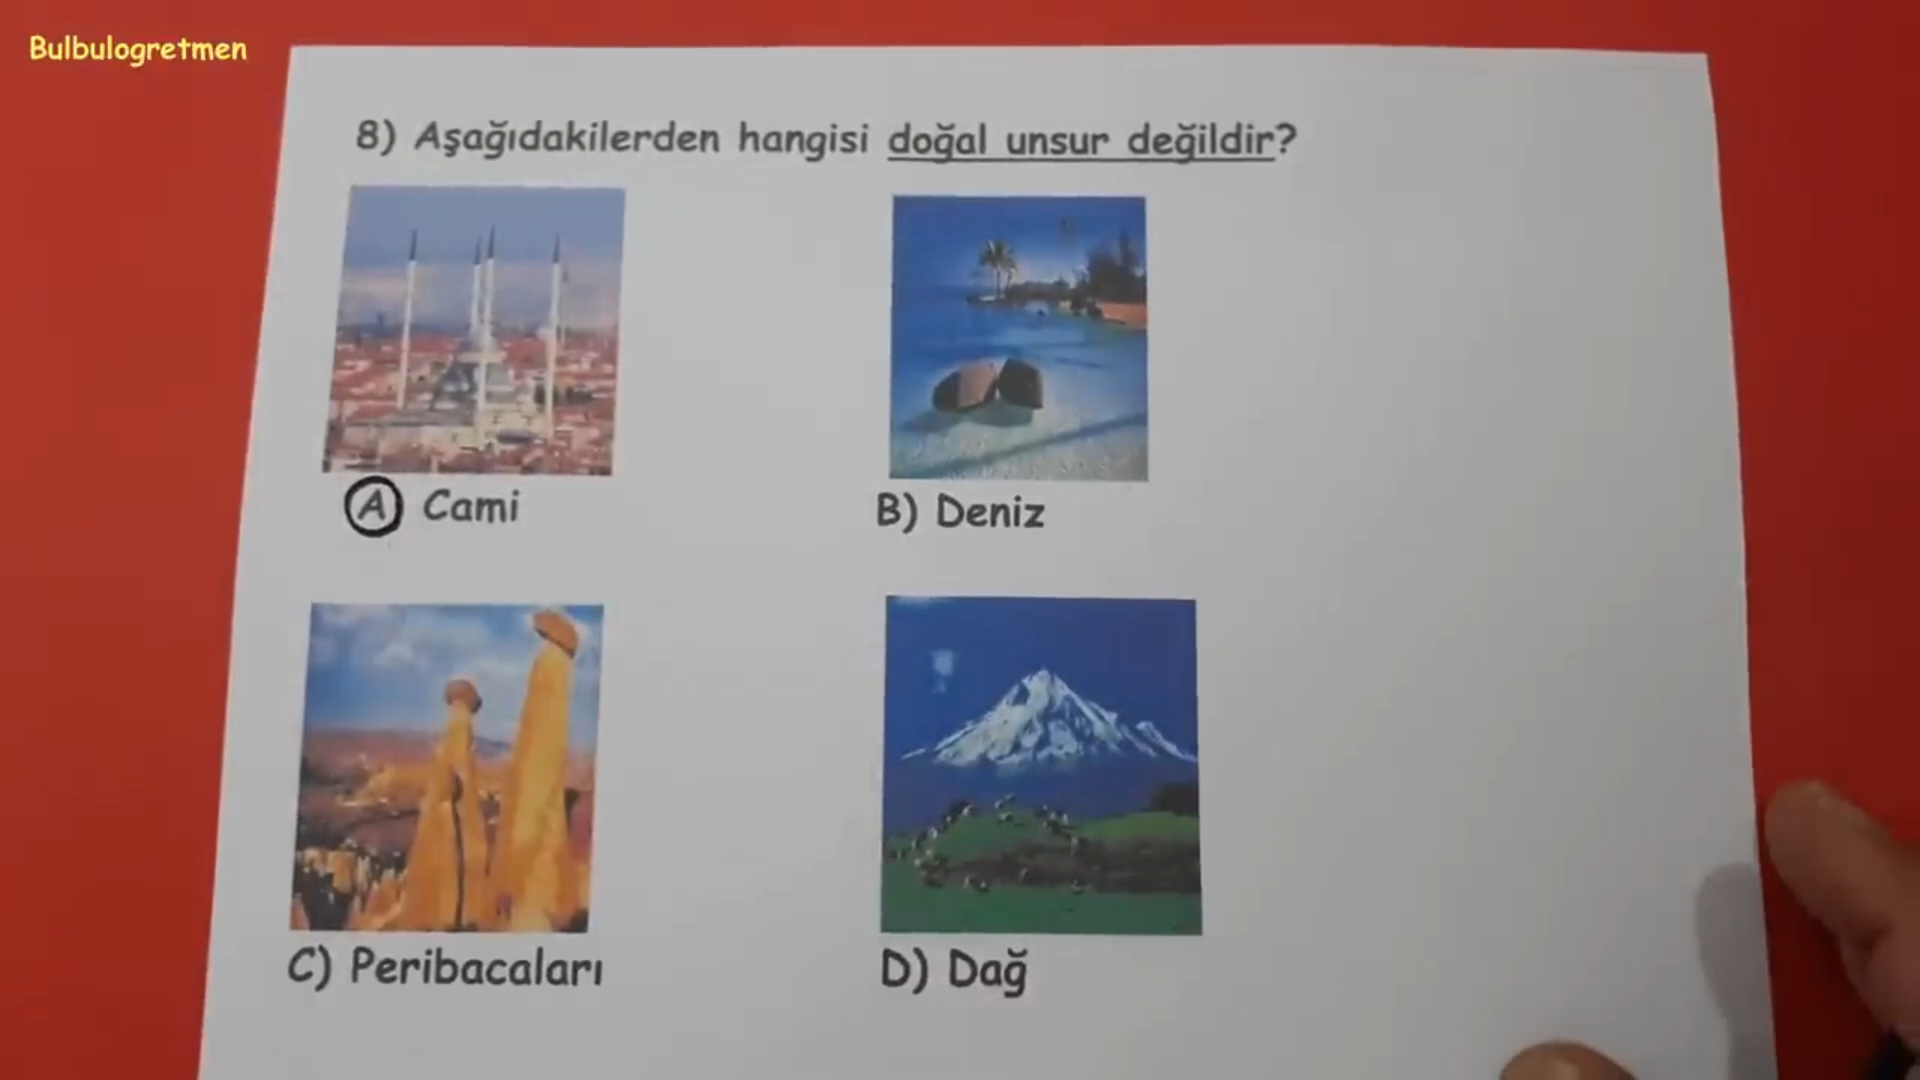 Bulbulogretmen
8) Aşağıdakilerden hangisi doğal unsur değildir?
A Cami
B) Deniz
C) Peribacaları
D) Dağ